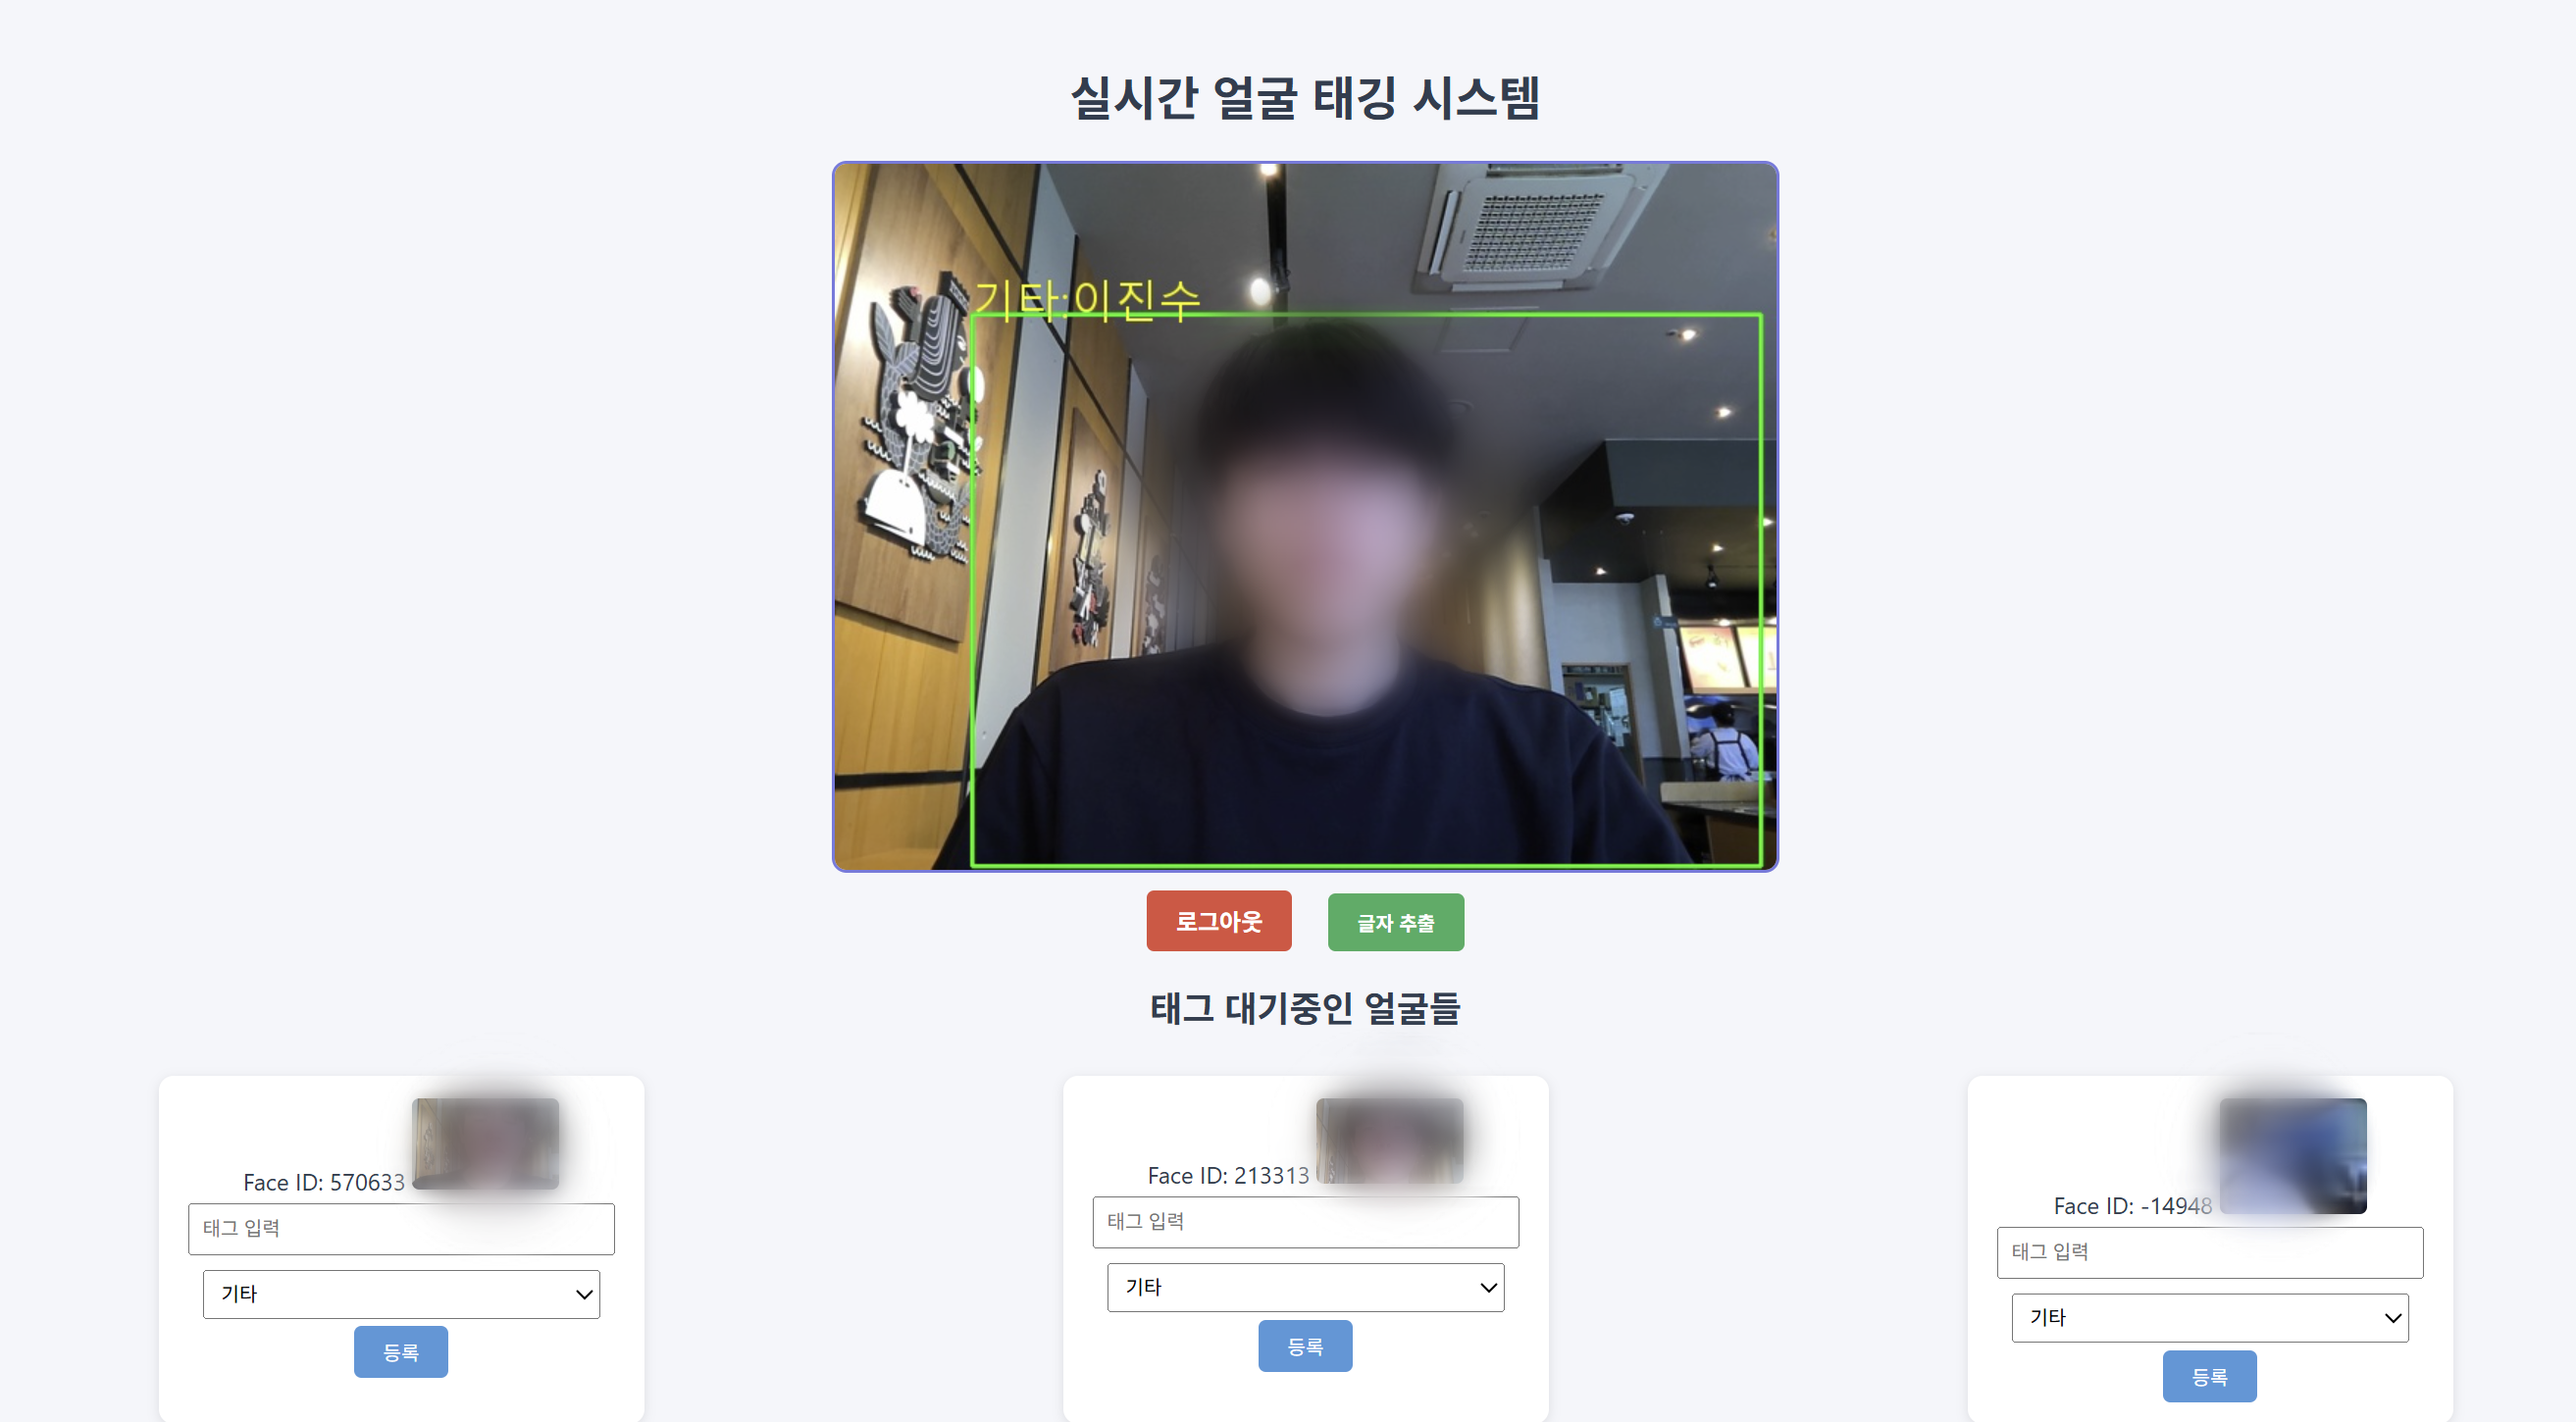 실시간 얼굴 태깅 시스템
기타:이진수
로그아웃
글자 추출
태그 대기중인 얼굴들
Face ID: 570633
태그 입력
기타
등록
Face ID: 213313
태그 입력
기타
등록
Face ID: -14948
태그 입력
기타
등록